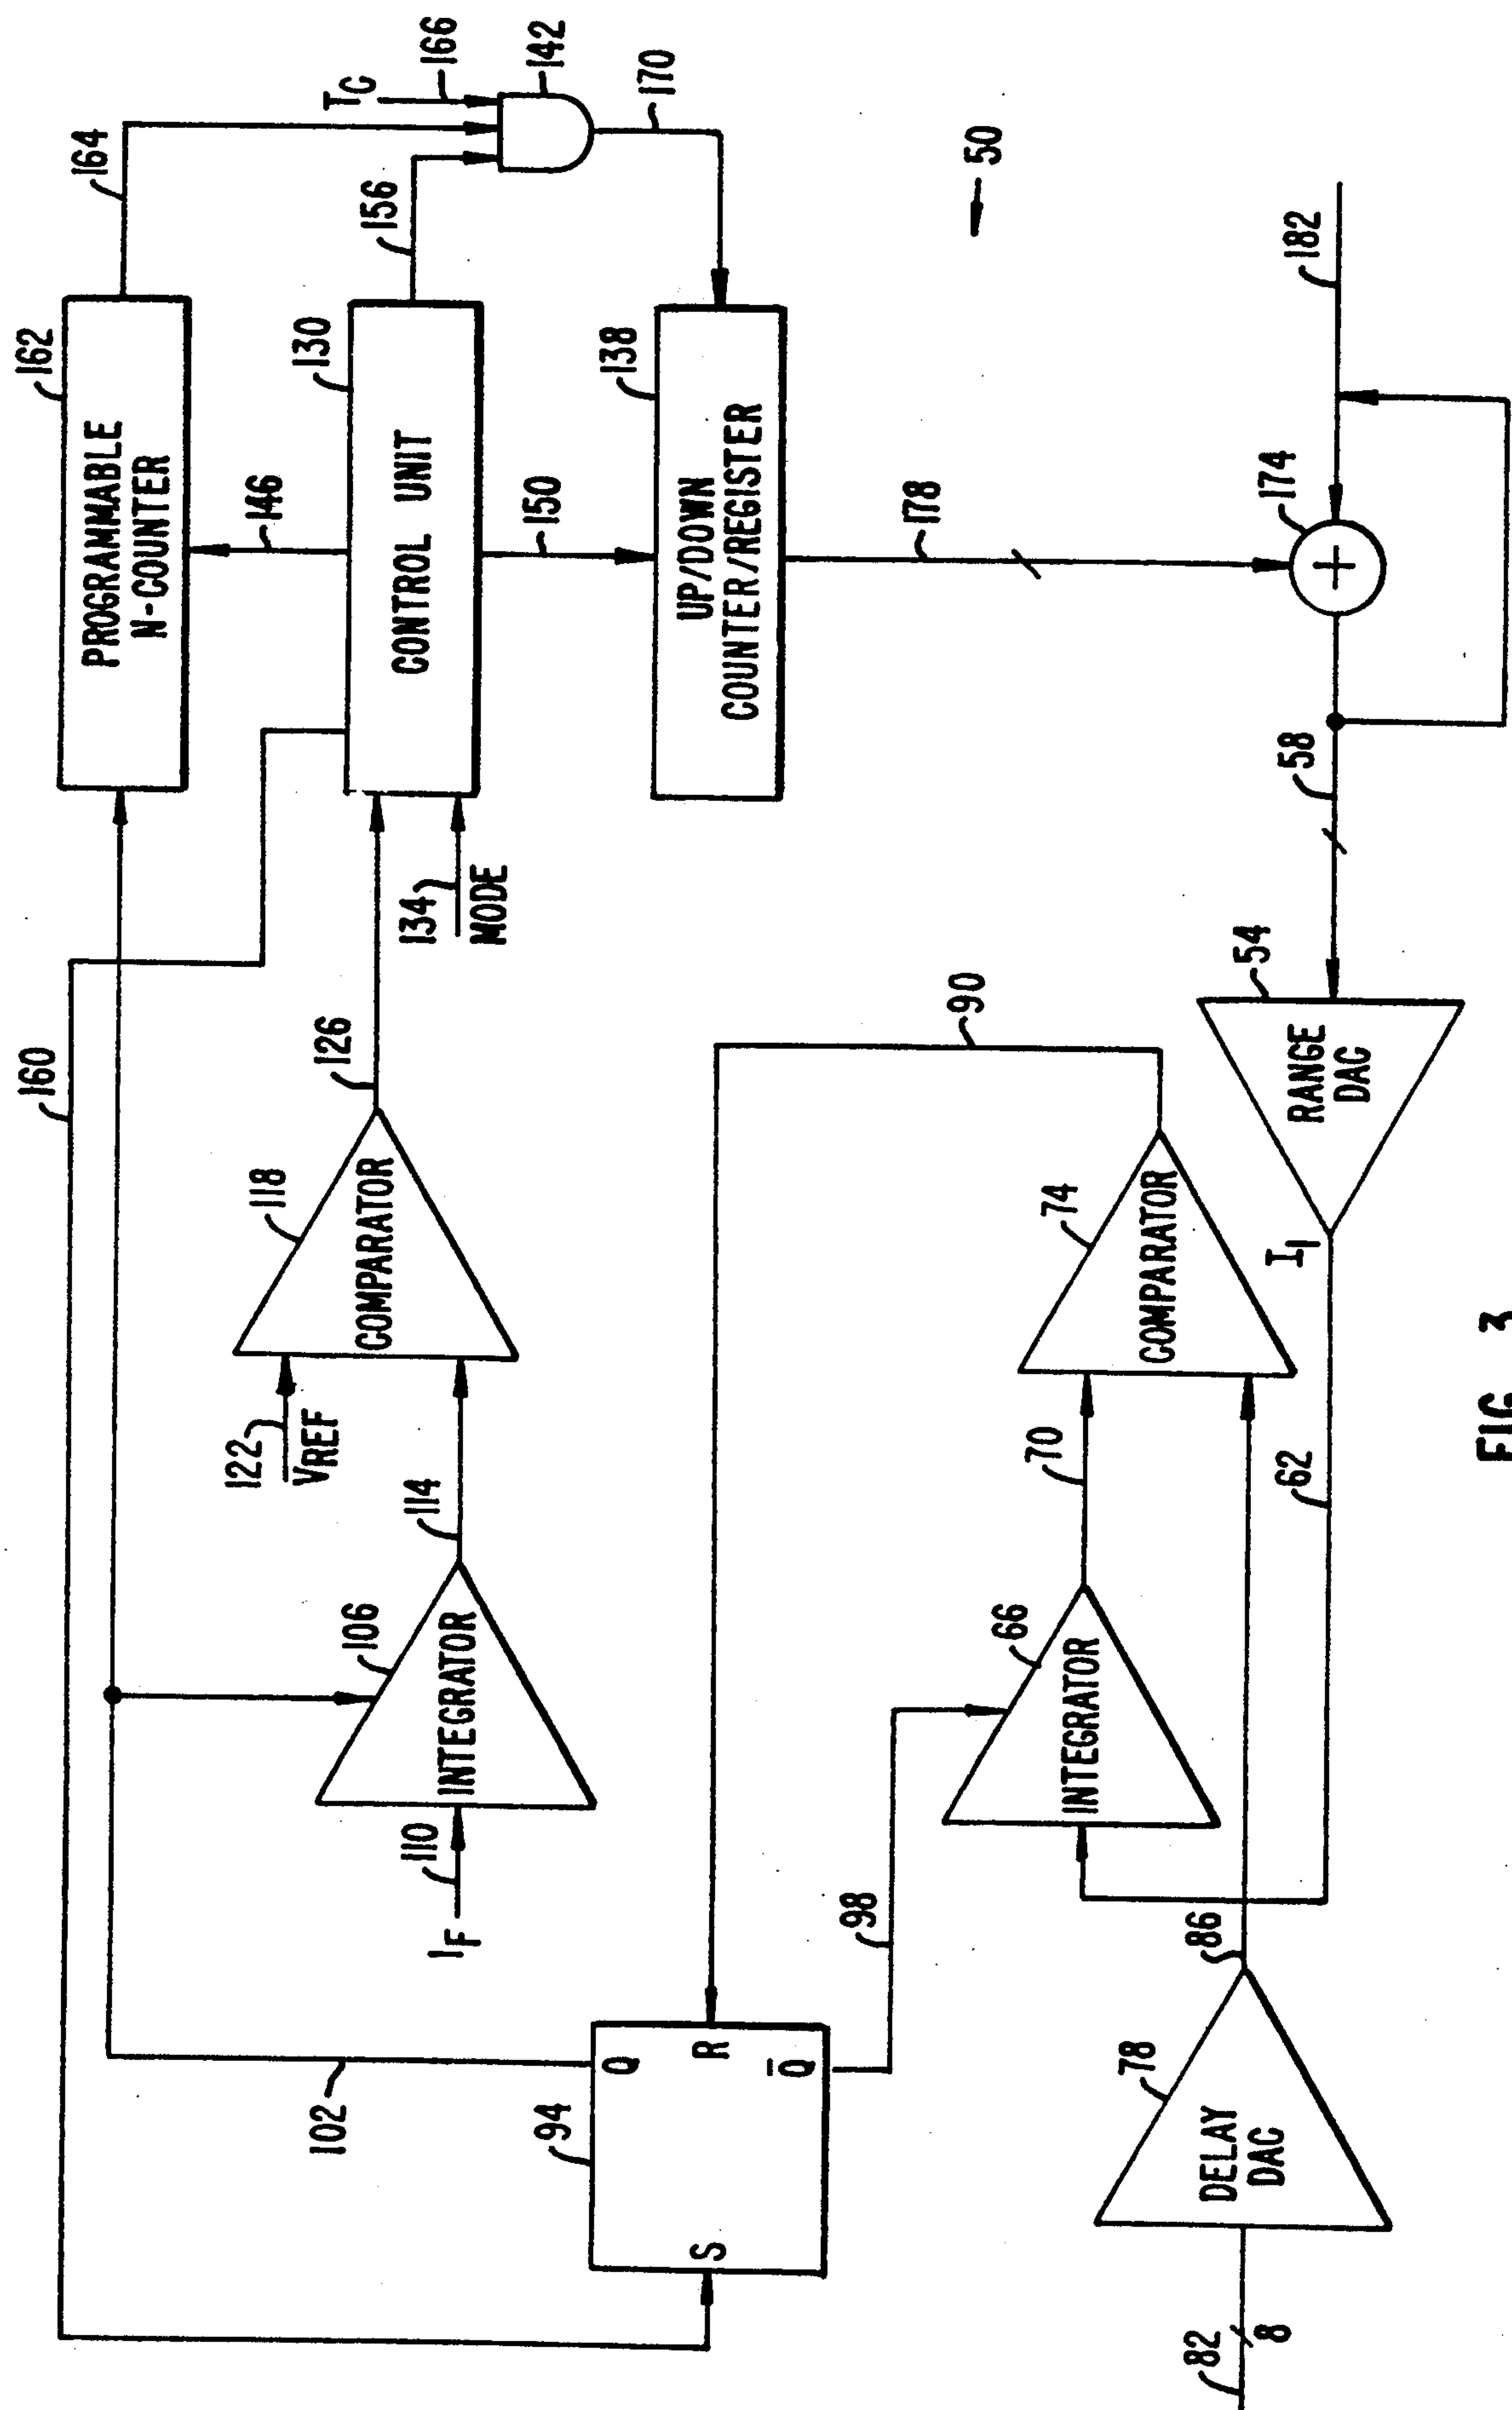 160
162
PROGRAMMABLE
N-COUNTER
164
102
146
TC
166
142
IF
110
INTEGRATOR
106
114
122
VREF
COMPARATOR
118
126
134
MODE
CONTROL UNIT
130
156
170
150
94
S
Q
R
Q̅
98
UP/DOWN
COUNTER/REGISTER
138
90
50
INTEGRATOR
66
70
COMPARATOR
74
178
82
8
DELAY
DAC
78
86
62
I1
RANGE
DAC
54
58
+
174
182
FIG. 3